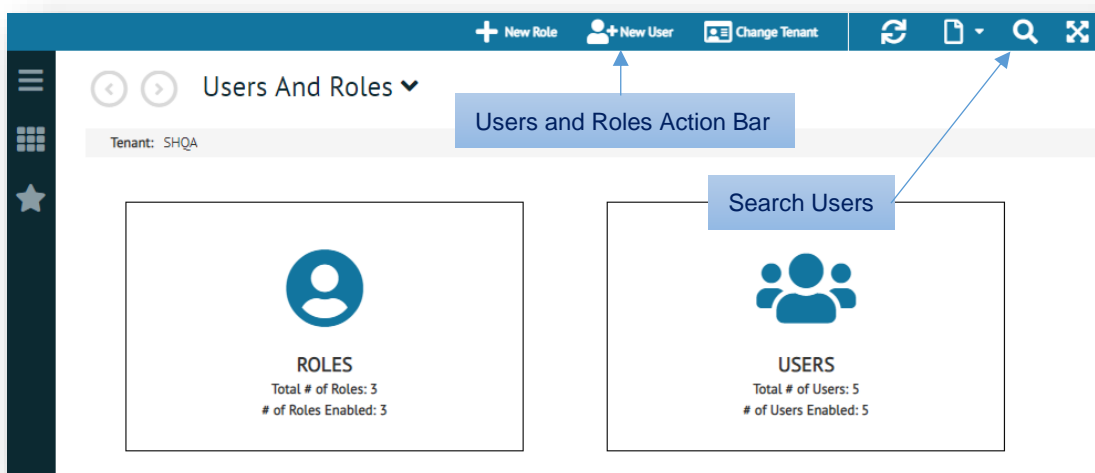 New Role New User Change Tenant
Users And Roles
Users and Roles Action Bar
Tenant: SHQA
Search Users
ROLES
Total # of Roles: 3
# of Roles Enabled: 3
USERS
Total # of Users: 5
# of Users Enabled: 5